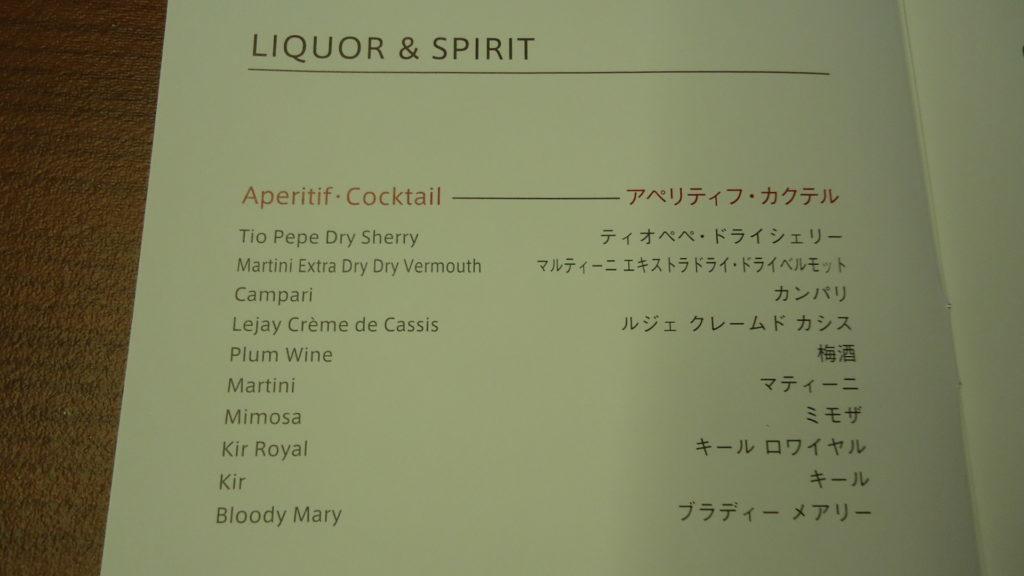 LIQUOR & SPIRIT
Aperitif・Cocktail アペリティフ・カクテル
Tio Pepe Dry Sherry ティオペペ・ドライシェリー
Martini Extra Dry Dry Vermouth マルティーニ エキストラドライ・ドライベルモット
Campari カンパリ
Lejay Crème de Cassis ルジェ クレームド カシス
Plum Wine 梅酒
Martini マティーニ
Mimosa ミモザ
Kir Royal キール ロワイヤル
Kir キール
Bloody Mary ブラディー メアリー